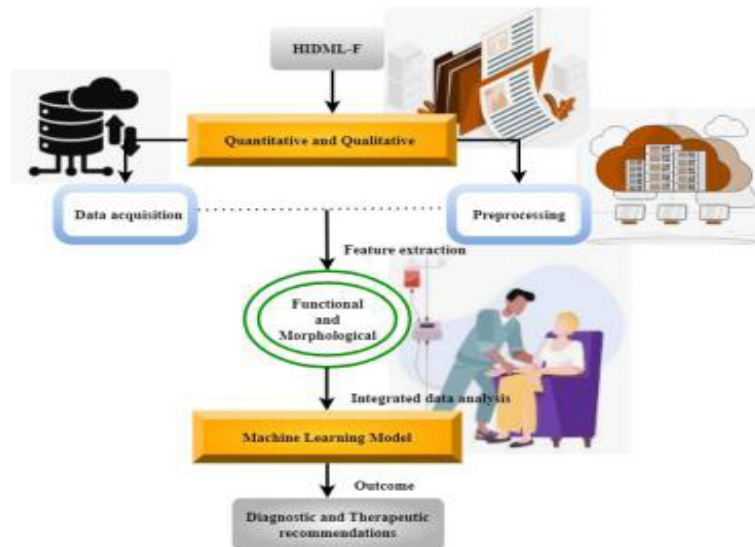 HIDML-F
Quantitative and Qualitative
Data acquisition
Preprocessing
Feature extraction
Functional
and
Morphological
Integrated data analysis
Machine Learning Model
Outcome
Diagnostic and Therapeutic
recommendations